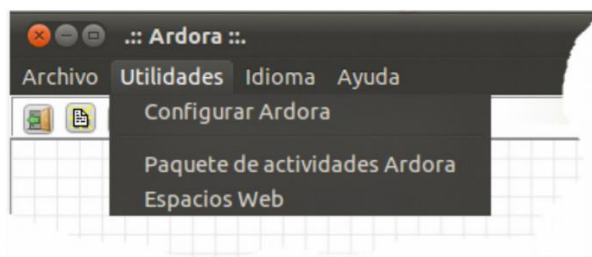 .:: Ardora ::.
Archivo Utilidades Idioma Ayuda
Configurar Ardora
Paquete de actividades Ardora
Espacios Web